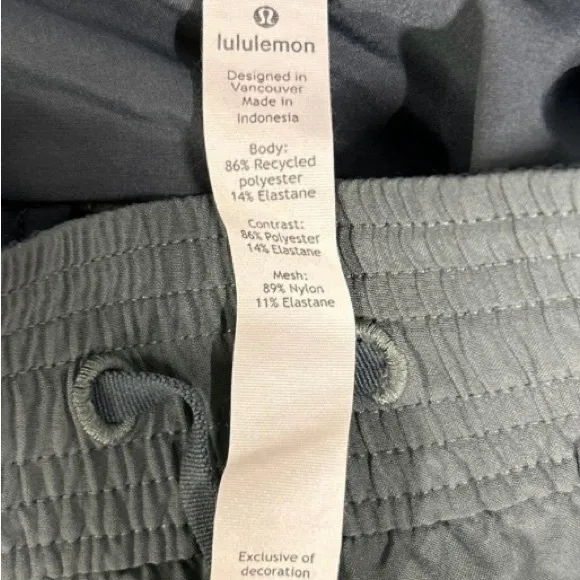 lululemon
Designed in
Vancouver
Made in
Indonesia
Body:
86% Recycled
polyester
14% Elastane
Contrast:
86% Polyester
14% Elastane
Mesh:
89% Nylon
11% Elastane
Exclusive of
decoration